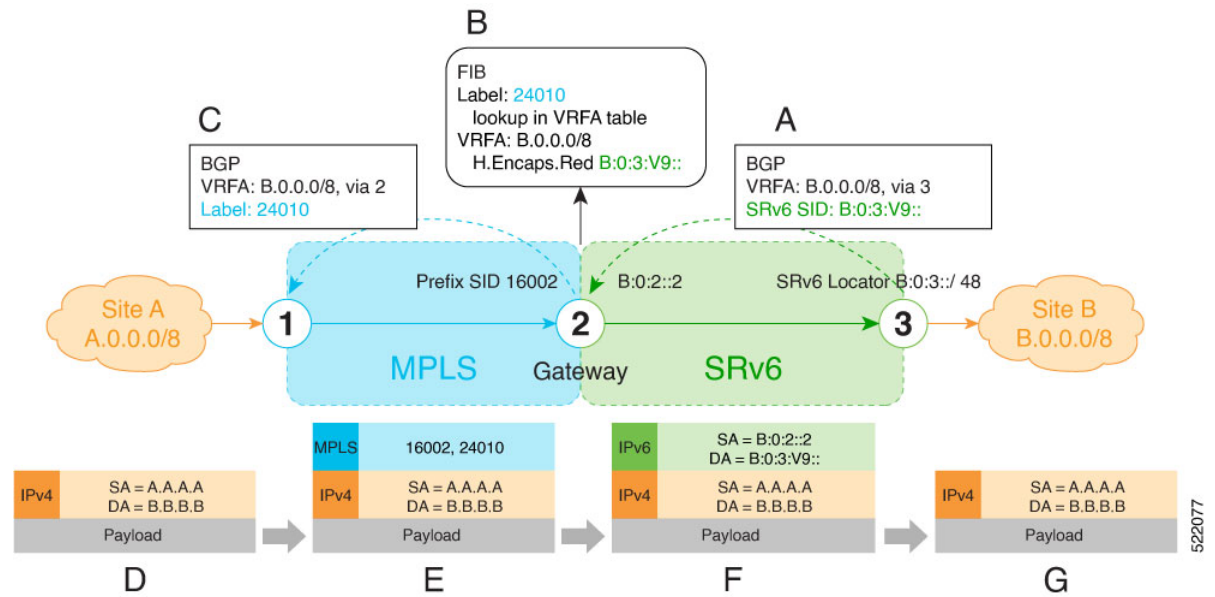 B
FIB
Label: 24010
lookup in VRFA table
VRFA: B.0.0.0/8
H.Encaps.Red B:0:3:V9::
C
BGP
VRFA: B.0.0.0/8, via 2
Label: 24010
A
BGP
VRFA: B.0.0.0/8, via 3
SRv6 SID: B:0:3:V9::
Prefix SID 16002
B:0:2::2
SRv6 Locator B:0:3::/ 48
Site A
A.0.0.0/8
1
2
3
Site B
B.0.0.0/8
MPLS
Gateway
SRv6
IPv4
SA = A.A.A.A
DA = B.B.B.B
Payload
D
MPLS
16002, 24010
IPv4
SA = A.A.A.A
DA = B.B.B.B
Payload
E
IPv6
SA = B:0:2::2
DA = B:0:3:V9::
IPv4
SA = A.A.A.A
DA = B.B.B.B
Payload
F
IPv4
SA = A.A.A.A
DA = B.B.B.B
Payload
G
522077